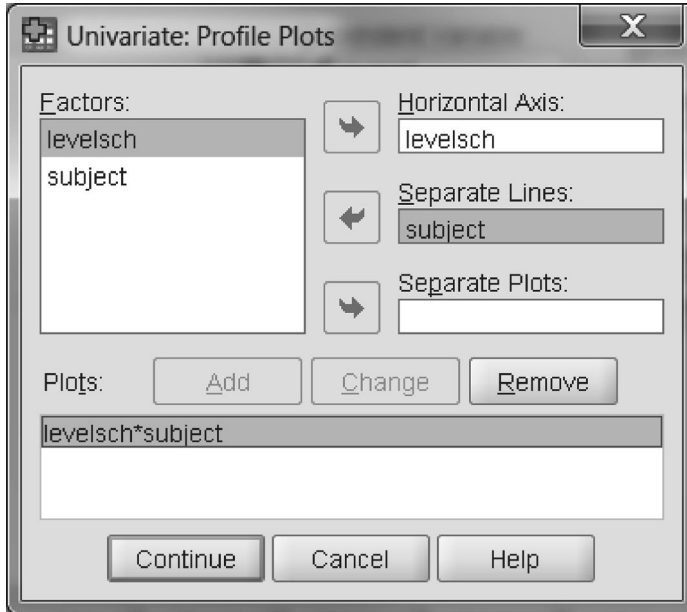 Univariate: Profile Plots
X
Factors:
levelsch
subject
Horizontal Axis:
levelsch
Separate Lines:
subject
Separate Plots:
Plots:
Add
Change
Remove
levelsch*subject
Continue
Cancel
Help